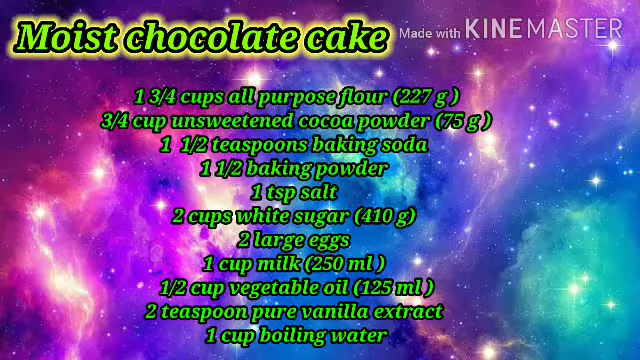 Moist chocolate cake
Made with KINEMASTER
1 3/4 cups all purpose flour (227 g )
3/4 cup unsweetened cocoa powder (75 g )
1 1/2 teaspoons baking soda
1 1/2 baking powder
1 tsp salt
2 cups white sugar (410 g)
2 large eggs
1 cup milk (250 ml )
1/2 cup vegetable oil (125 ml )
2 teaspoon pure vanilla extract
1 cup boiling water